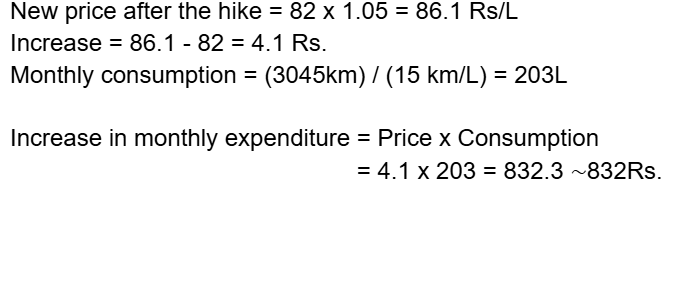 New price after the hike = 82 x 1.05 = 86.1 Rs/L
Increase = 86.1 - 82 = 4.1 Rs.
Monthly consumption = (3045km) / (15 km/L) = 203L
Increase in monthly expenditure = Price x Consumption
= 4.1 x 203 = 832.3 ~832Rs.